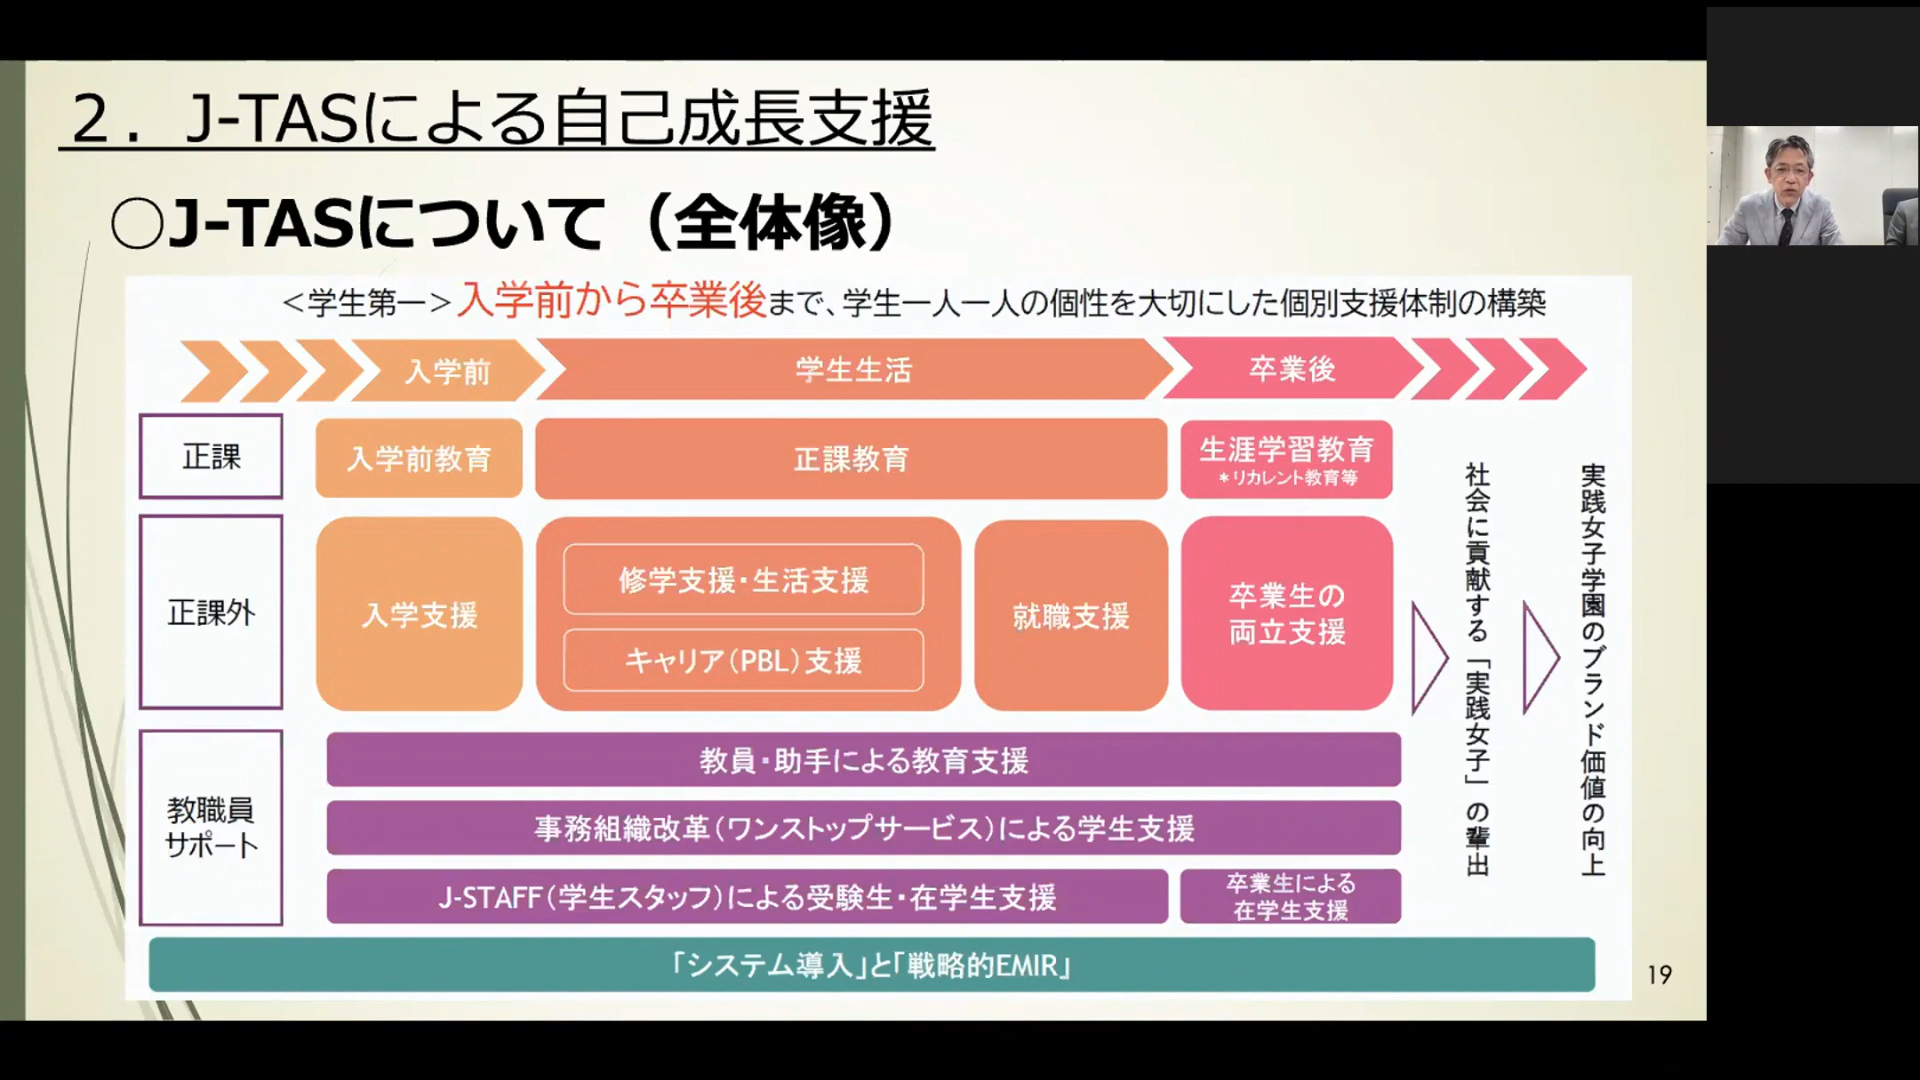 ２．J-TASによる自己成長支援
○J-TASについて（全体像）
＜学生第一＞入学前から卒業後まで、学生一人一人の個性を大切にした個別支援体制の構築
入学前
学生生活
卒業後
正課
入学前教育
正課教育
生涯学習教育
＊リカレント教育等
正課外
入学支援
修学支援・生活支援
キャリア（PBL）支援
就職支援
卒業生の
両立支援
教職員
サポート
教員・助手による教育支援
事務組織改革（ワンストップサービス）による学生支援
J-STAFF（学生スタッフ）による受験生・在学生支援
卒業生による
在学生支援
社会に貢献する「実践女子」の輩出
実践女子学園のブランド価値の向上
「システム導入」と「戦略的EMIR」
19